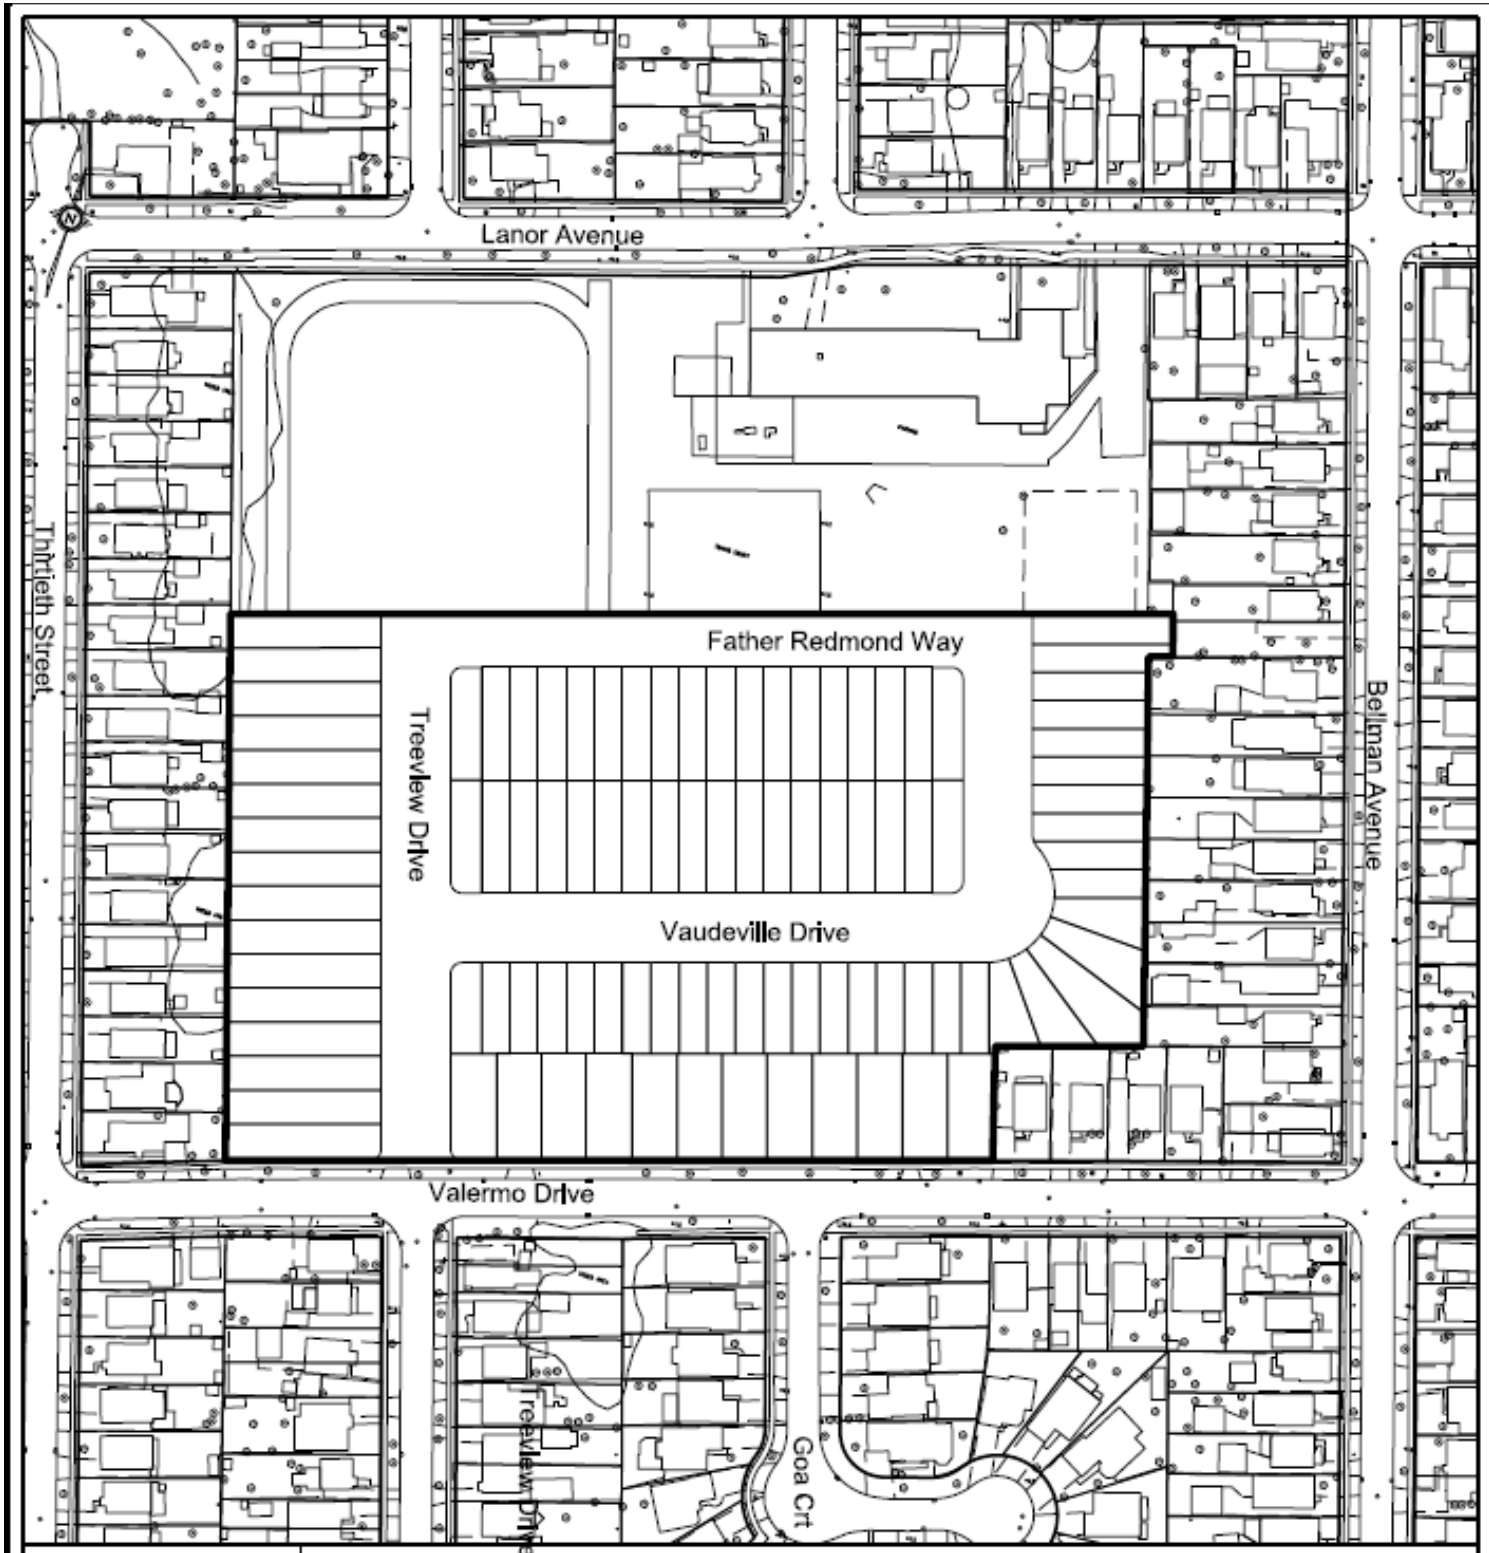 N
Lanor Avenue
Thirtieth Street
Father Redmond Way
Treeview Drive
Bellman Avenue
Vaudeville Drive
Valermo Drive
Treeview Drive
Goa Crt